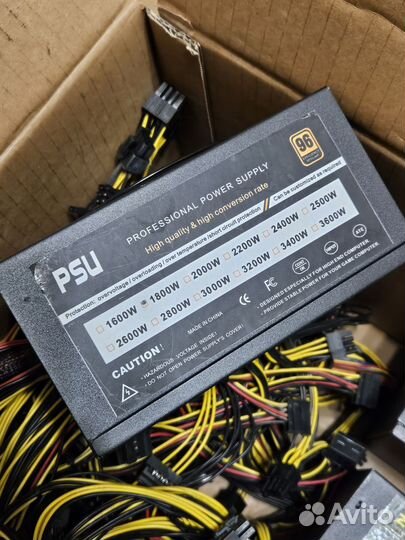 96
PSU
PROFESSIONAL POWER SUPPLY
High quality & high conversion rate
Protection: overvoltage / overloading / over temperature /short circuit protection) Can be customized as required
1600W 1800W 2000W 2200W 2400W 2500W
2600W 2800W 3000W 3200W 3400W 3600W
CAUTION!
MADE IN CHINA
- HAZARDOUS VOLTAGE INSIDE!
- DO NOT OPEN POWER SUPPLY'S COVER!
CE FC
- DESIGNED ESPECIALLY FOR HIGH END COMPUTER
- PROVIDE STABLE POWER FOR YOUR GAME COMPUTER.
Avito